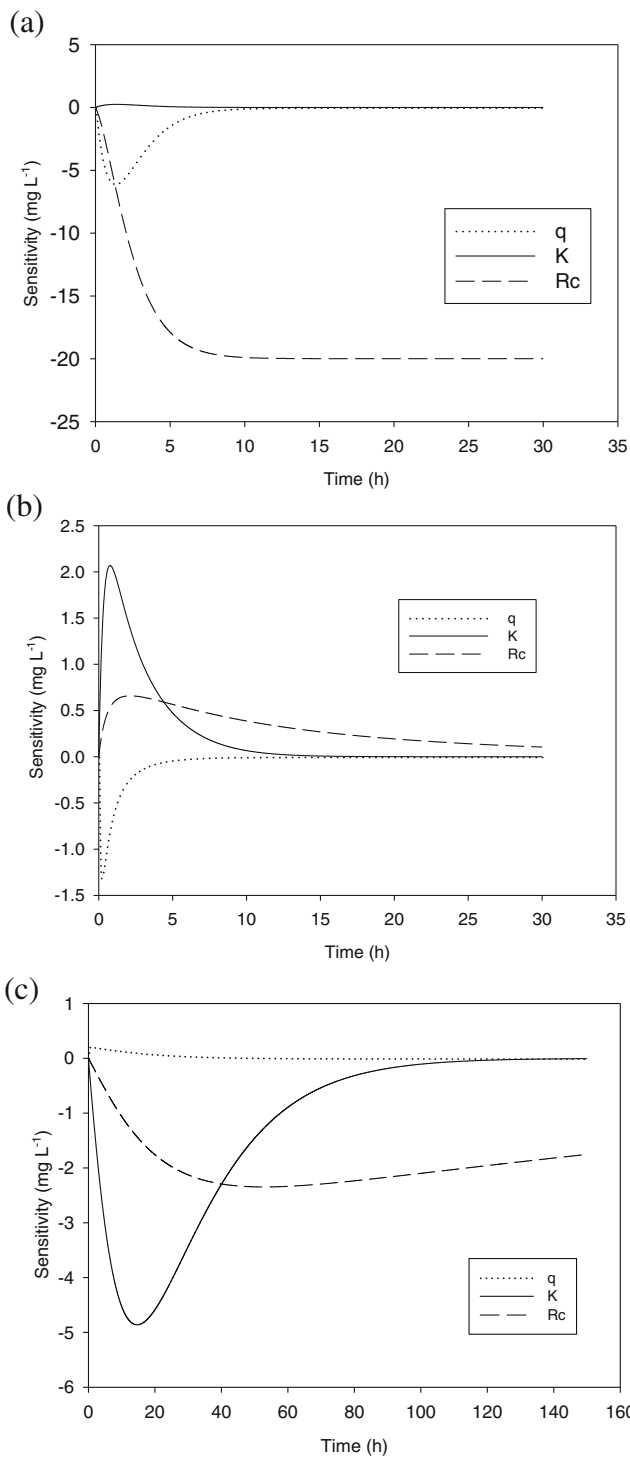 (a)
5
0
-5
-10
-15
-20
-25
Sensitivity (mg L⁻¹)
q
K
Rc
0 5 10 15 20 25 30 35
Time (h)
(b)
2.5
2.0
1.5
1.0
0.5
0.0
-0.5
-1.0
-1.5
Sensitivity (mg L⁻¹)
q
K
Rc
0 5 10 15 20 25 30 35
Time (h)
(c)
1
0
-1
-2
-3
-4
-5
-6
Sensitivity (mg L⁻¹)
q
K
Rc
0 20 40 60 80 100 120 140 160
Time (h)